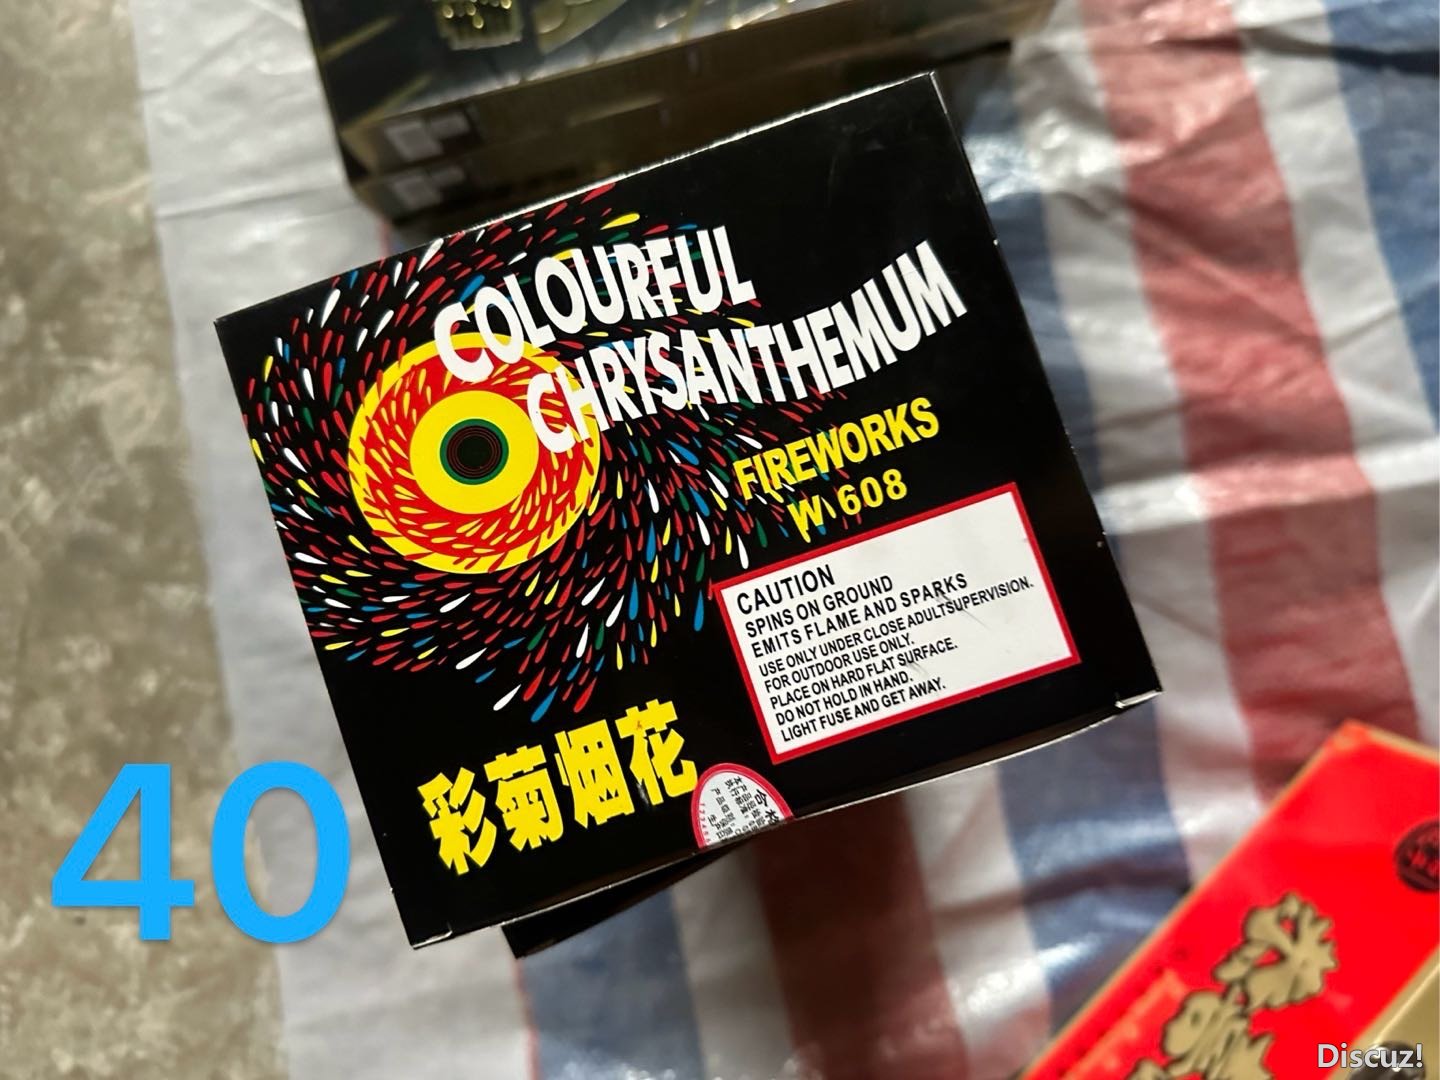 COLOURFUL
CHRYSANTHEMUM
FIREWORKS
W 608
CAUTION
SPINS ON GROUND
EMITS FLAME AND SPARKS
USE ONLY UNDER CLOSE ADULTSUPERVISION.
FOR OUTDOOR USE ONLY.
PLACE ON HARD FLAT SURFACE.
DO NOT HOLD IN HAND.
LIGHT FUSE AND GET AWAY.
彩菊烟花
40
Discuz!